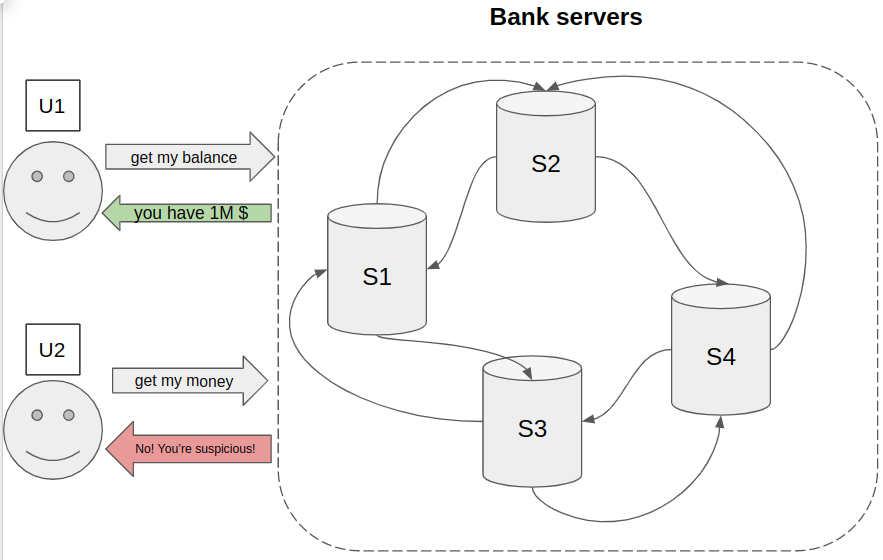 Bank servers
U1
get my balance
you have 1M $
S2
S1
U2
S4
get my money
S3
No! You're suspicious!